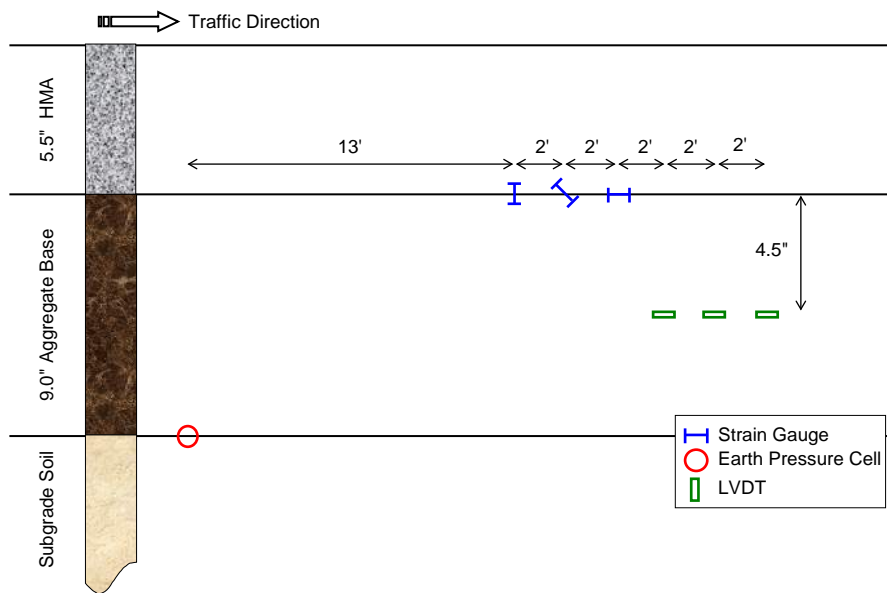 Traffic Direction
5.5" HMA
13'
2'
2'
2'
2'
2'
9.0" Aggregate Base
4.5"
Subgrade Soil
Strain Gauge
Earth Pressure Cell
LVDT